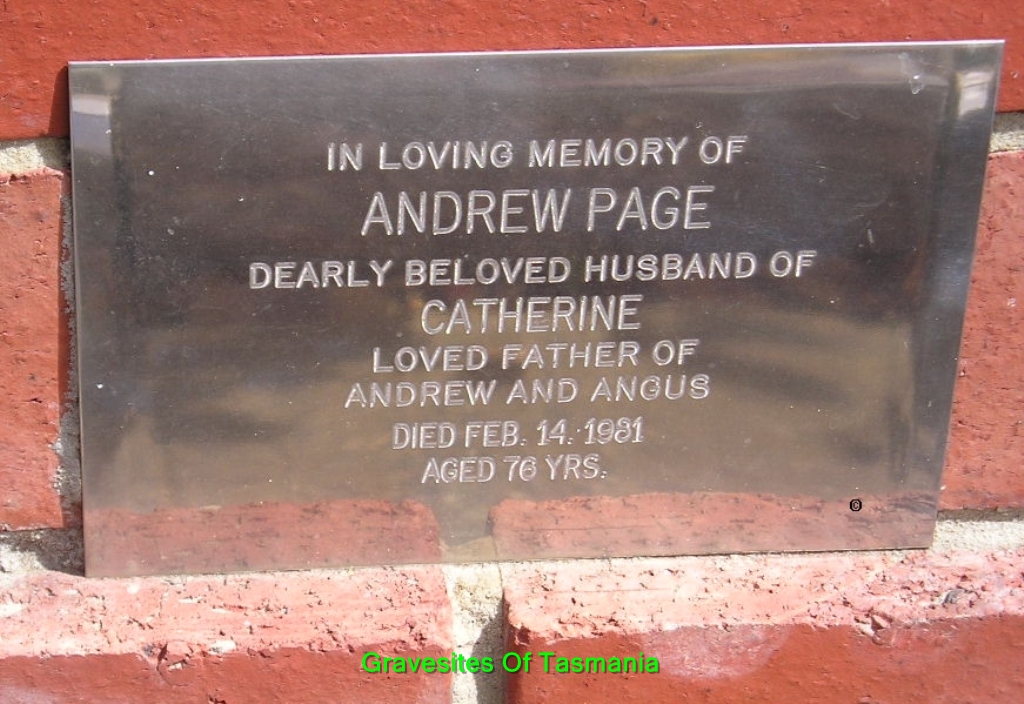 IN LOVING MEMORY OF
ANDREW PAGE
DEARLY BELOVED HUSBAND OF
CATHERINE
LOVED FATHER OF
ANDREW AND ANGUS
DIED FEB. 14. 1981
AGED 76 YRS.
©
Gravesites Of Tasmania